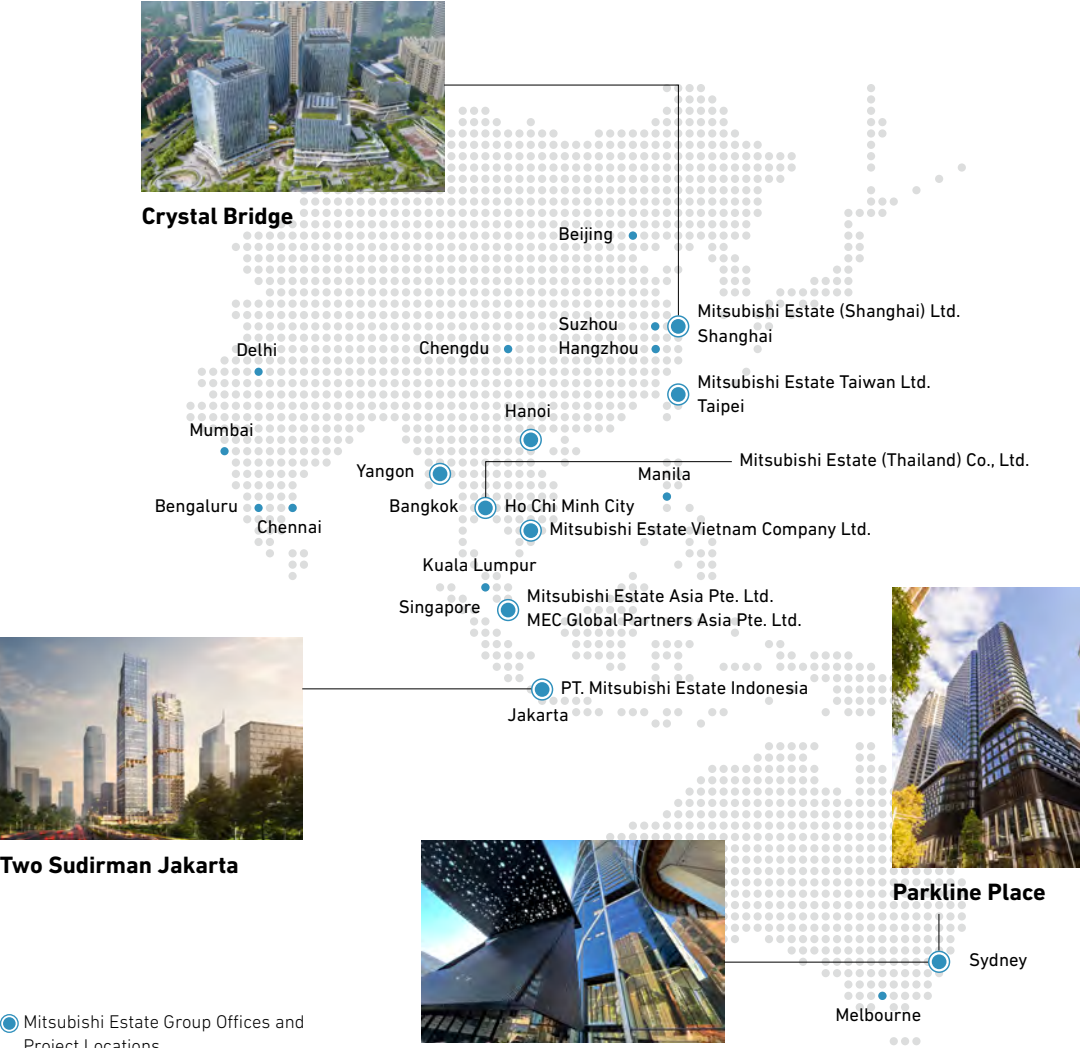 Crystal Bridge
Beijing
Suzhou
Mitsubishi Estate (Shanghai) Ltd.
Shanghai
Delhi
Chengdu
Hangzhou
Mitsubishi Estate Taiwan Ltd.
Taipei
Hanoi
Mumbai
Mitsubishi Estate (Thailand) Co., Ltd.
Yangon
Manila
Bengaluru
Bangkok
Ho Chi Minh City
Chennai
Mitsubishi Estate Vietnam Company Ltd.
Kuala Lumpur
Singapore
Mitsubishi Estate Asia Pte. Ltd.
MEC Global Partners Asia Pte. Ltd.
PT. Mitsubishi Estate Indonesia
Jakarta
Two Sudirman Jakarta
Parkline Place
Sydney
Melbourne
Mitsubishi Estate Group Offices and
Project Locations